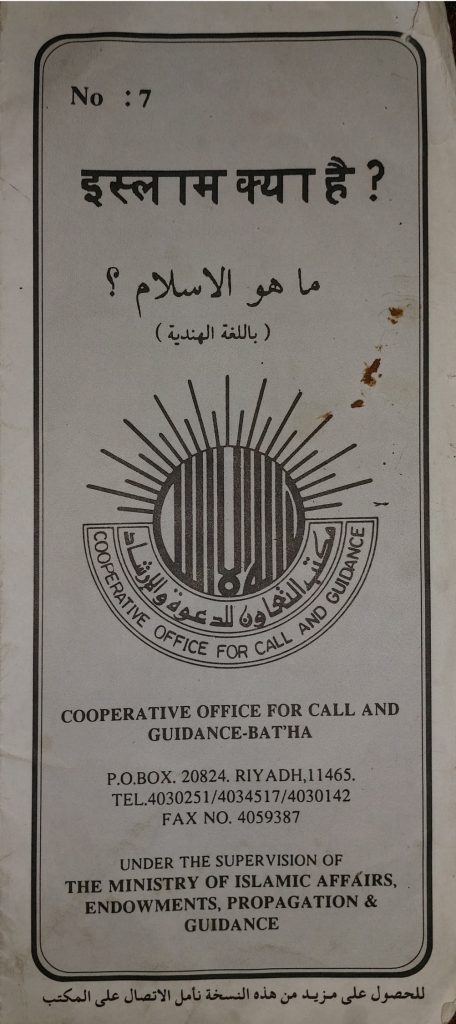 No : 7
इस्लाम क्या है ?
ما هو الاسلام ؟
( باللغة الهندية )
مكتب التعاون للدعوة والإرشاد
COOPERATIVE OFFICE FOR CALL AND GUIDANCE
COOPERATIVE OFFICE FOR CALL AND
GUIDANCE-BAT'HA
P.O.BOX. 20824. RIYADH,11465.
TEL.4030251/4034517/4030142
FAX NO. 4059387
UNDER THE SUPERVISION OF
THE MINISTRY OF ISLAMIC AFFAIRS,
ENDOWMENTS, PROPAGATION &
GUIDANCE
للحصول على مزيد من هذه النسخة نأمل الاتصال على المكتب